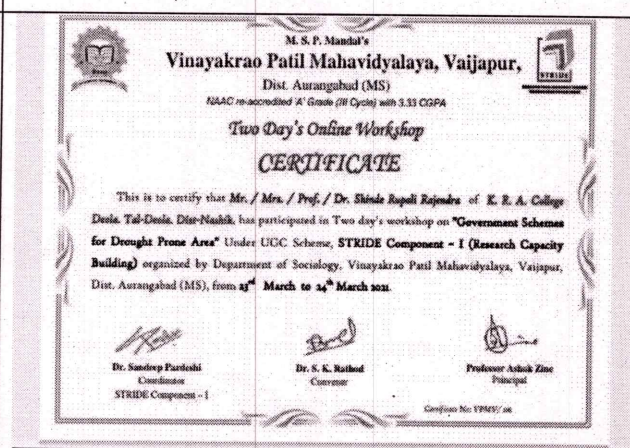 M. S. P. Mandal's
Vinayakrao Patil Mahavidyalaya, Vaijapur,
STRIDE
Dist. Aurangabad (MS)
NAAC re-accredited 'A' Grade (III Cycle) with 3.33 CGPA
Two Day's Online Workshop
CERTIFICATE
This is to certify that Mr. / Mrs. / Prof. / Dr. Shinde Rupali Rajendra of K. R. A. College
Deola. Tal-Deola. Dist-Nashik. has participated in Two day's workshop on "Government Schemes
for Drought Prone Area" Under UGC Scheme, STRIDE Component - I (Research Capacity
Building) organized by Department of Sociology, Vinayakrao Patil Mahavidyalaya, Vaijapur,
Dist. Aurangabad (MS), from 23rd March to 24th March 2021.
Dr. Sandeep Pardeshi
Coordinator
STRIDE Component - I
Dr. S. K. Rathod
Convener
Professor Ashok Zine
Principal
Certificate No: VPMV/